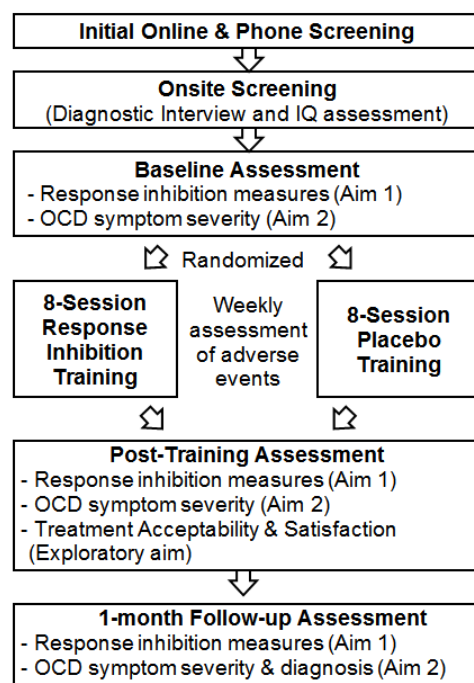 Initial Online & Phone Screening
Onsite Screening
(Diagnostic Interview and IQ assessment)
Baseline Assessment
- Response inhibition measures (Aim 1)
- OCD symptom severity (Aim 2)
Randomized
8-Session
Response
Inhibition
Training
Weekly
assessment
of adverse
events
8-Session
Placebo
Training
Post-Training Assessment
- Response inhibition measures (Aim 1)
- OCD symptom severity (Aim 2)
- Treatment Acceptability & Satisfaction
(Exploratory aim)
1-month Follow-up Assessment
- Response inhibition measures (Aim 1)
- OCD symptom severity & diagnosis (Aim 2)